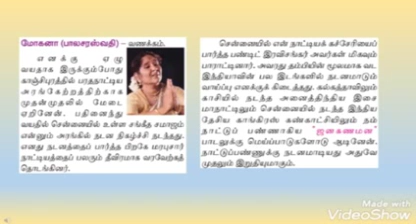 மோகனா (பாலசரஸ்வதி) – வணக்கம்.
எனக்கு ஏழு
வயதாக இருக்கும்போது
காஞ்சிபுரத்தில் பரதநாட்டிய
அரங்கேற்றத்திற்காக
முதன்முதலில் மேடை
ஏறினேன். பதினைந்து
வயதில் சென்னையில் உள்ள சங்கீத சமாஜம்
என்னும் அரங்கில் நடன நிகழ்ச்சி நடந்தது.
எனது நடனத்தைப் பார்த்த பிறகே மரபுசார்
நாட்டியத்தைப் பலரும் தீவிரமாக வரவேற்கத்
தொடங்கினர்.
சென்னையில் என் நாட்டியக் கச்சேரியைப்
பார்த்த பண்டிட் இரவிசங்கர் அவர்கள் மிகவும்
பாராட்டினார். அவரது தம்பியின் மூலமாக வட
இந்தியாவின் பல இடங்களில் நடனமாடும்
வாய்ப்பு எனக்குக் கிடைத்தது. கல்கத்தாவிலும்
காசியில் நடந்த அனைத்திந்திய இசை
மாநாட்டிலும் சென்னையில் நடந்த இந்திய
தேசிய காங்கிரஸ் கண்காட்சியிலும் நம்
நாட்டுப் பண்ணாகிய "ஜனகணமன"
பாடலுக்கு மெய்ப்பாடுகளோடு ஆடினேன்.
நாட்டுப்பண்ணுக்கு நடனமாடியது அதுவே
முதலும் இறுதியுமாகும்.
Made with
VideoShow